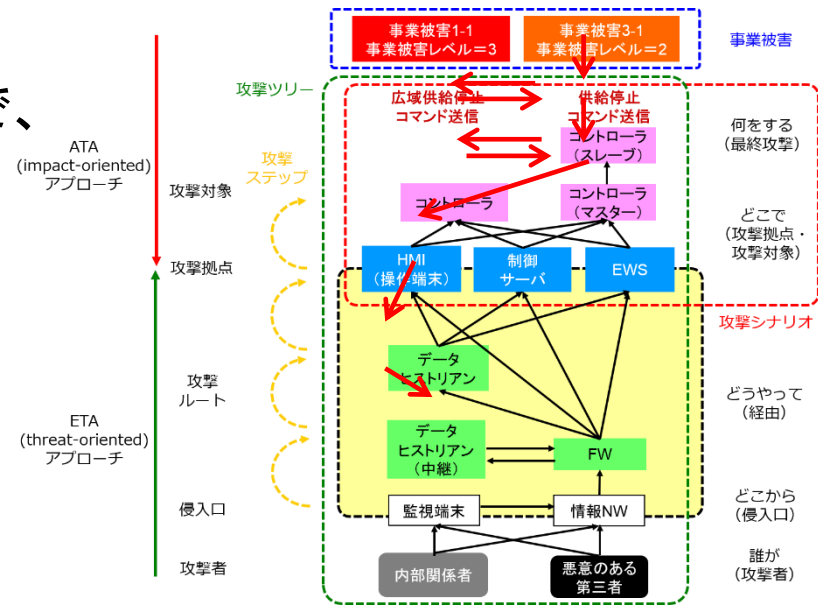 事業被害1-1
事業被害レベル=3
事業被害3-1
事業被害レベル=2
事業被害
攻撃ツリー
で、
広域供給停止
コマンド送信
供給停止
コマンド送信
何をする
(最終攻撃)
ATA
(impact-oriented)
アプローチ
攻撃
ステップ
コントローラ
(スレーブ)
攻撃対象
コントローラ
コントローラ
(マスター)
どこで
(攻撃拠点・
攻撃対象)
攻撃拠点
HMI
(操作端末)
制御
サーバ
EWS
攻撃シナリオ
データ
ヒストリアン
攻撃
ルート
どうやって
(経由)
ETA
(threat-oriented)
アプローチ
データ
ヒストリアン
(中継)
FW
侵入口
監視端末
情報NW
どこから
(侵入口)
攻撃者
内部関係者
悪意のある
第三者
誰が
(攻撃者)